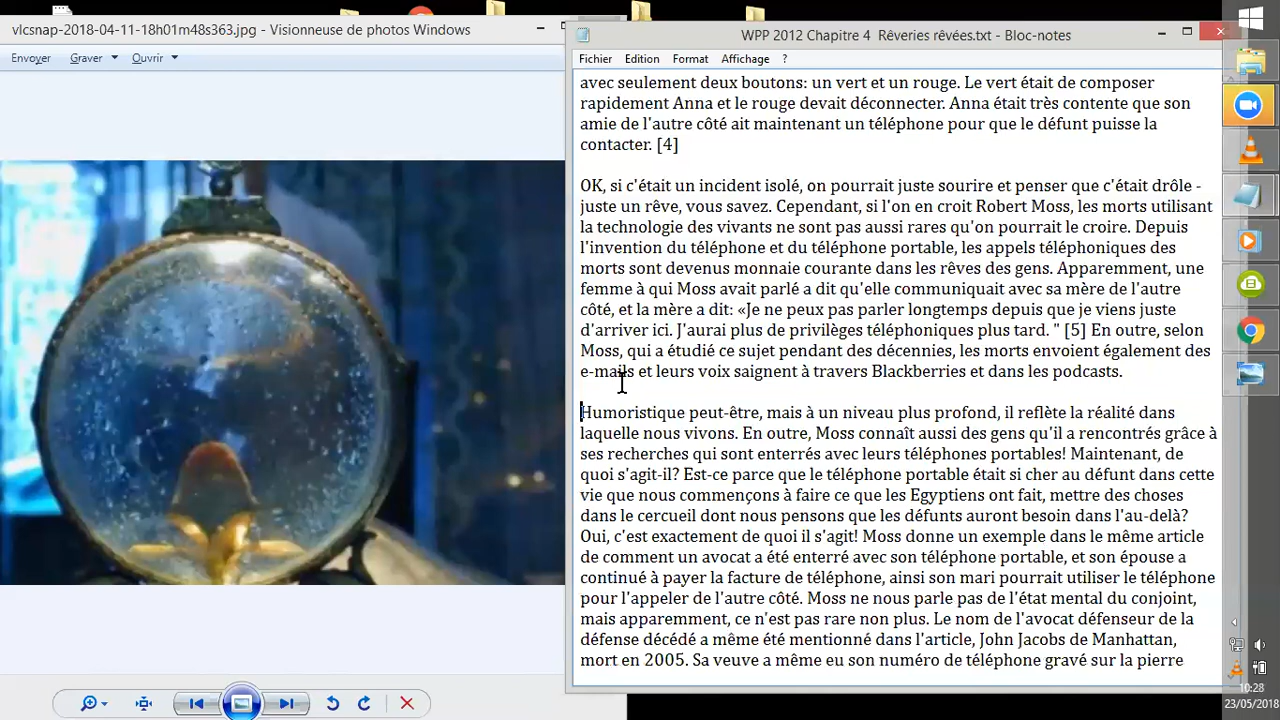 vlcsnap-2018-04-11-18h01m48s363.jpg - Visionneuse de photos Windows
Envoyer Graver Ouvrir
WPP 2012 Chapitre 4 Rêveries rêvées.txt - Bloc-notes
Fichier Edition Format Affichage ?
avec seulement deux boutons: un vert et un rouge. Le vert était de composer
rapidement Anna et le rouge devait déconnecter. Anna était très contente que son
amie de l'autre côté ait maintenant un téléphone pour que le défunt puisse la
contacter. [4]
OK, si c'était un incident isolé, on pourrait juste sourire et penser que c'était drôle -
juste un rêve, vous savez. Cependant, si l'on en croit Robert Moss, les morts utilisant
la technologie des vivants ne sont pas aussi rares qu'on pourrait le croire. Depuis
l'invention du téléphone et du téléphone portable, les appels téléphoniques des
morts sont devenus monnaie courante dans les rêves des gens. Apparemment, une
femme à qui Moss avait parlé a dit qu'elle communiquait avec sa mère de l'autre
côté, et la mère a dit: «Je ne peux pas parler longtemps depuis que je viens juste
d'arriver ici. J'aurai plus de privilèges téléphoniques plus tard. " [5] En outre, selon
Moss, qui a étudié ce sujet pendant des décennies, les morts envoient également des
e-mails et leurs voix saignent à travers Blackberries et dans les podcasts.
Humoristique peut-être, mais à un niveau plus profond, il reflète la réalité dans
laquelle nous vivons. En outre, Moss connaît aussi des gens qu'il a rencontrés grâce à
ses recherches qui sont enterrés avec leurs téléphones portables! Maintenant, de
quoi s'agit-il? Est-ce parce que le téléphone portable était si cher au défunt dans cette
vie que nous commençons à faire ce que les Egyptiens ont fait, mettre des choses
dans le cercueil dont nous pensons que les défunts auront besoin dans l'au-delà?
Oui, c'est exactement de quoi il s'agit! Moss donne un exemple dans le même article
de comment un avocat a été enterré avec son téléphone portable, et son épouse a
continué à payer la facture de téléphone, ainsi son mari pourrait utiliser le téléphone
pour l'appeler de l'autre côté. Moss ne nous parle pas de l'état mental du conjoint,
mais apparemment, ce n'est pas rare non plus. Le nom de l'avocat défenseur de la
défense décédé a même été mentionné dans l'article, John Jacobs de Manhattan,
mort en 2005. Sa veuve a même eu son numéro de téléphone gravé sur la pierre
10:28
23/05/2018